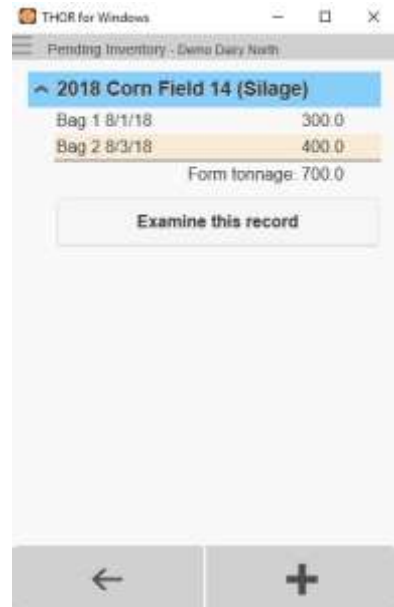 THOR for Windows
Pending Inventory - Demo Dairy North
2018 Corn Field 14 (Silage)
Bag 1 8/1/18 300.0
Bag 2 8/3/18 400.0
Form tonnage: 700.0
Examine this record